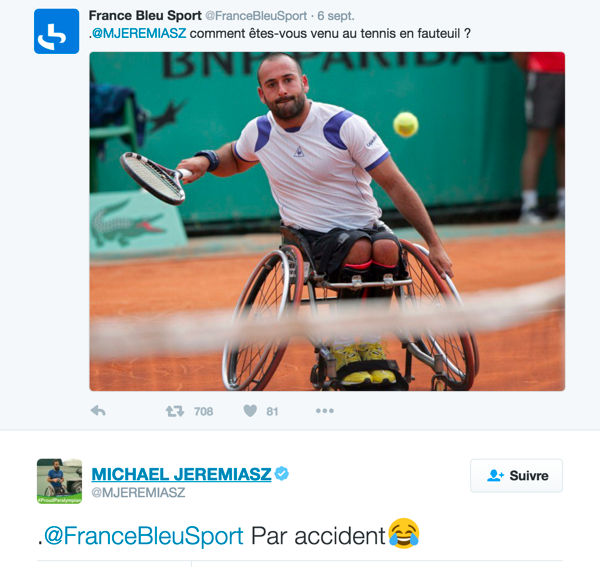 France Bleu Sport @FranceBleuSport · 6 sept.
.@MJEREMIASZ comment êtes-vous venu au tennis en fauteuil ?
BNP PARIBAS
708 81
MICHAEL JEREMIASZ
@MJEREMIASZ
Suivre
.@FranceBleuSport Par accident😂